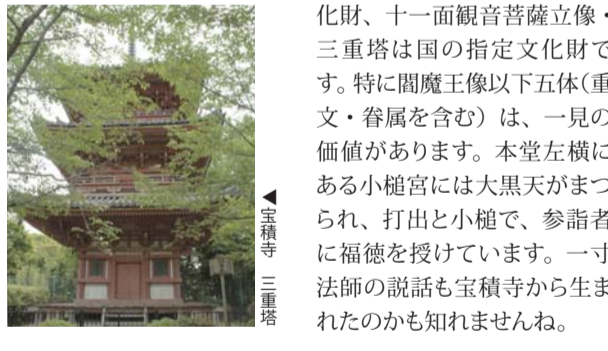 化財、十一面観音菩薩立像・
三重塔は国の指定文化財で
す。特に閻魔王像以下五体(重
文・眷属を含む)は、一見の
価値があります。本堂左横に
ある小槌宮には大黒天がまつ
られ、打出と小槌で、参詣者
に福徳を授けています。一寸
法師の説話も宝積寺から生ま
れたのかも知れませんね。
◀宝積寺 三重塔